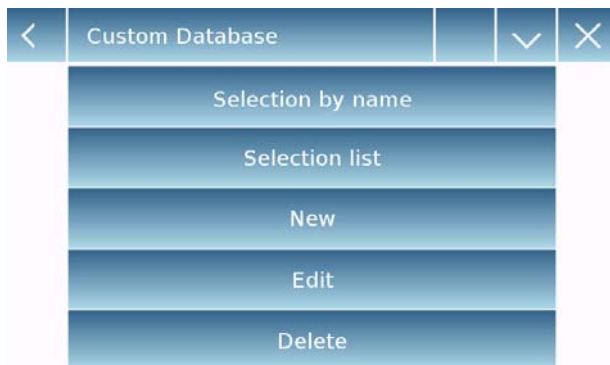 Custom Database
Selection by name
Selection list
New
Edit
Delete